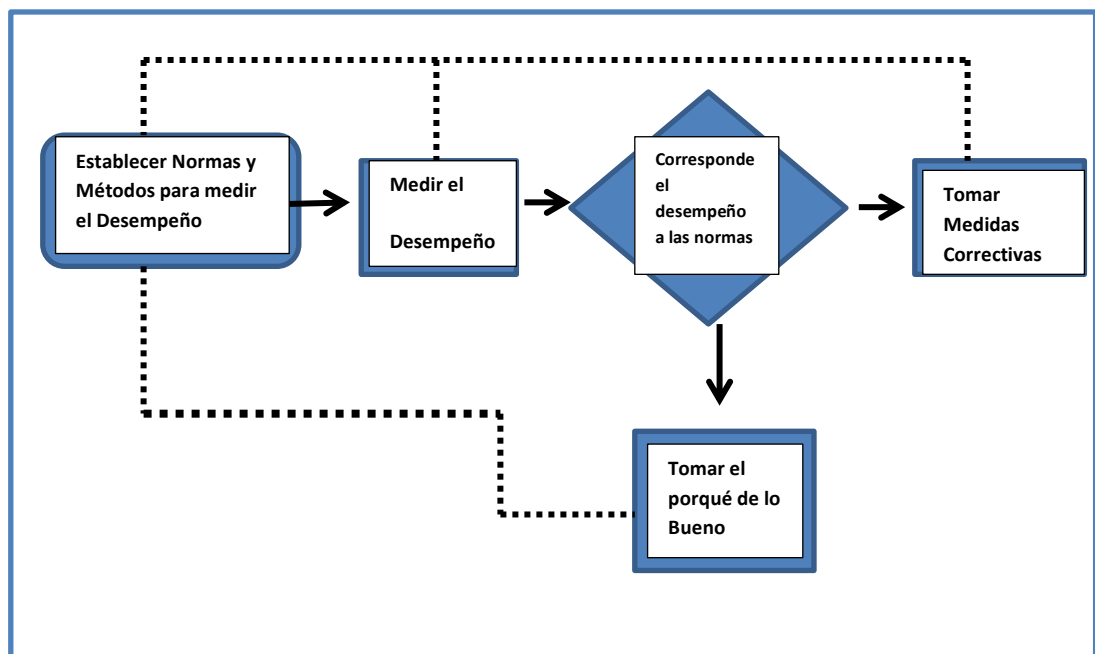 Establecer Normas y
Métodos para medir
el Desempeño
Medir el
Desempeño
Corresponde
el
desempeño
a las normas
Tomar
Medidas
Correctivas
Tomar el
porqué de lo
Bueno